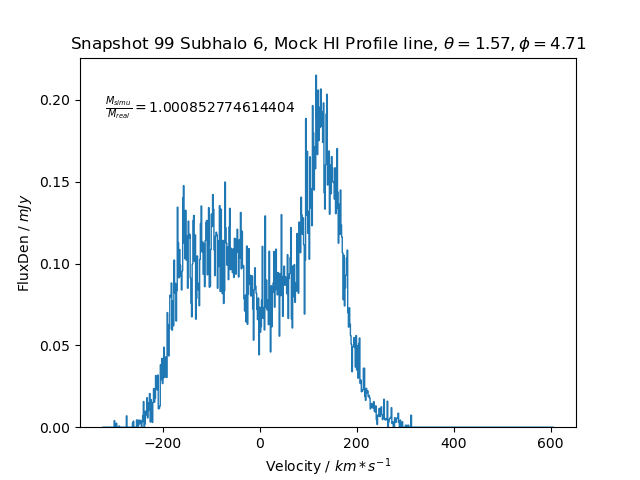 Snapshot 99 Subhalo 6, Mock HI Profile line, θ = 1.57, ϕ = 4.71
M_simu/M_real = 1.000852774614404
0.20
0.15
0.10
0.05
0.00
FluxDen / mJy
−200 0 200 400 600
Velocity / km * s⁻¹